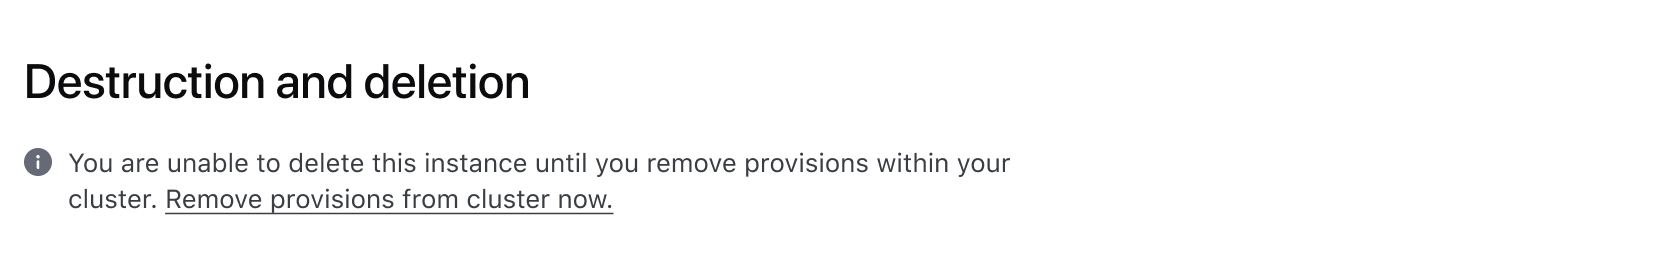 Destruction and deletion
You are unable to delete this instance until you remove provisions within your
cluster. Remove provisions from cluster now.